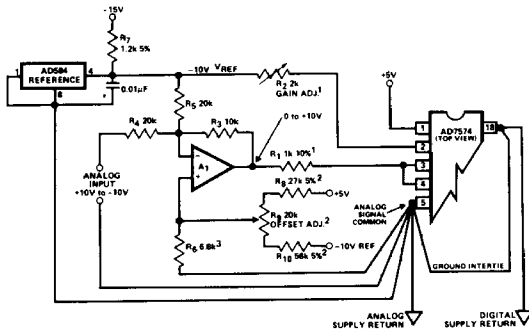 -15V
R7
1.2k 5%
AD584
REFERENCE
1
4
8
0.01µF
+
-10V VREF
R2 2k
GAIN ADJ.1
R5 20k
R4 20k
R3 10k
0 to +10V
+5V
1
2
3
4
5
18
AD7574
(TOP VIEW)
A1
−
+
R1 1k 10%1
R8 27k 5%2
+5V
R9 20k
OFFSET ADJ.2
R10 56k 5%2
-10V REF
R6 6.8k3
ANALOG
INPUT
+10V to -10V
ANALOG
SIGNAL
COMMON
GROUND INTERTIE
ANALOG
SUPPLY RETURN
DIGITAL
SUPPLY RETURN